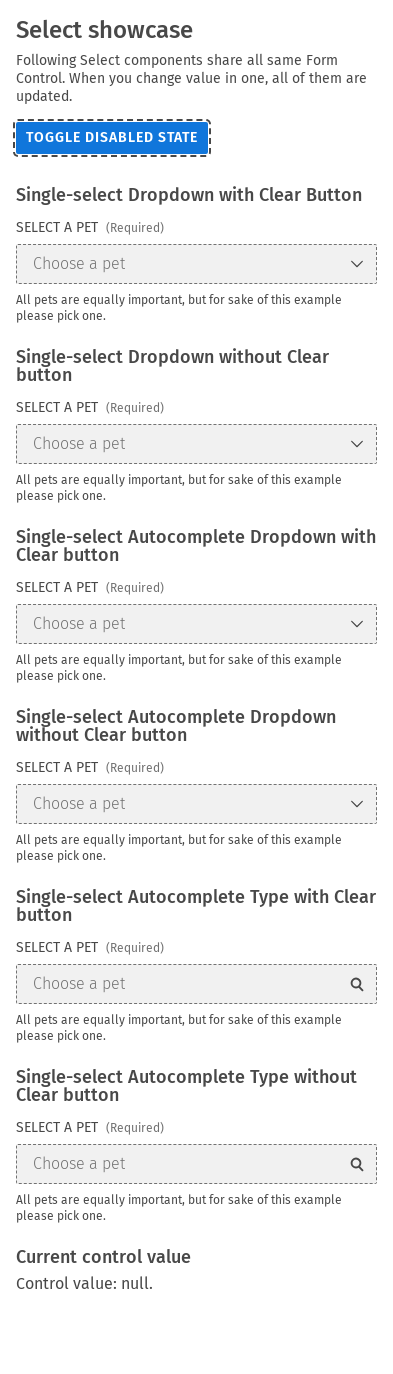 Select showcase
Following Select components share all same Form
Control. When you change value in one, all of them are
updated.
TOGGLE DISABLED STATE
Single-select Dropdown with Clear Button
SELECT A PET (Required)
Choose a pet
All pets are equally important, but for sake of this example
please pick one.
Single-select Dropdown without Clear
button
SELECT A PET (Required)
Choose a pet
All pets are equally important, but for sake of this example
please pick one.
Single-select Autocomplete Dropdown with
Clear button
SELECT A PET (Required)
Choose a pet
All pets are equally important, but for sake of this example
please pick one.
Single-select Autocomplete Dropdown
without Clear button
SELECT A PET (Required)
Choose a pet
All pets are equally important, but for sake of this example
please pick one.
Single-select Autocomplete Type with Clear
button
SELECT A PET (Required)
Choose a pet
All pets are equally important, but for sake of this example
please pick one.
Single-select Autocomplete Type without
Clear button
SELECT A PET (Required)
Choose a pet
All pets are equally important, but for sake of this example
please pick one.
Current control value
Control value: null.